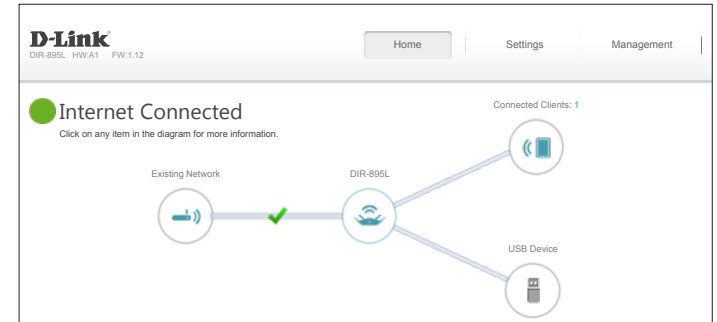 D-Link
DIR-895L HW:A1 FW:1.12
Home
Settings
Management
Internet Connected
Click on any item in the diagram for more information.
Connected Clients: 1
Existing Network
DIR-895L
USB Device